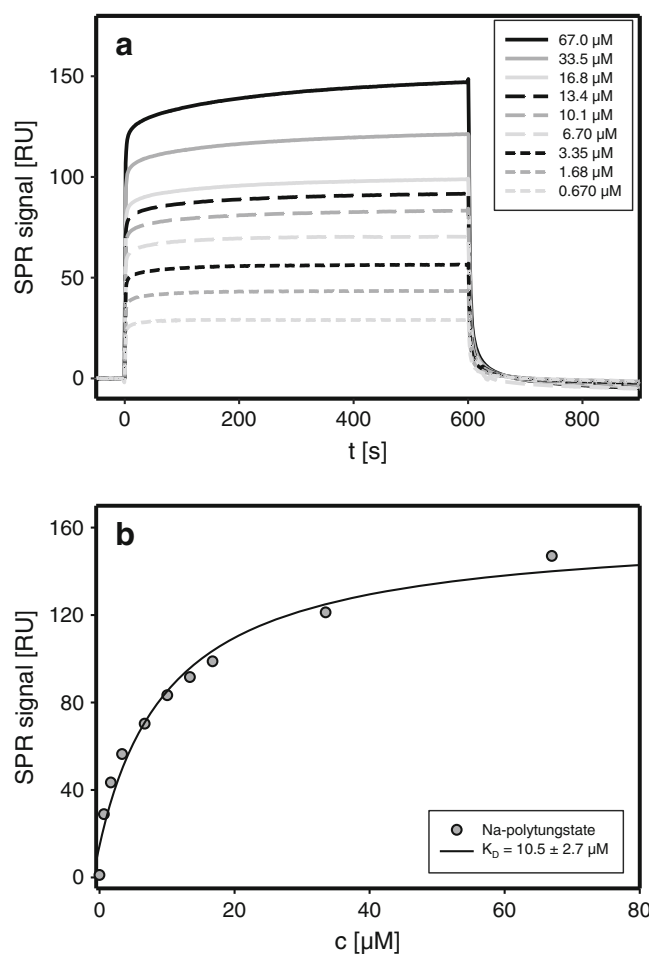 a
67.0 µM
33.5 µM
16.8 µM
13.4 µM
10.1 µM
6.70 µM
3.35 µM
1.68 µM
0.670 µM
SPR signal [RU]
150
100
50
0
0 200 400 600 800
t [s]
b
SPR signal [RU]
160
120
80
40
0
Na-polytungstate
K_D = 10.5 ± 2.7 µM
0 20 40 60 80
c [µM]